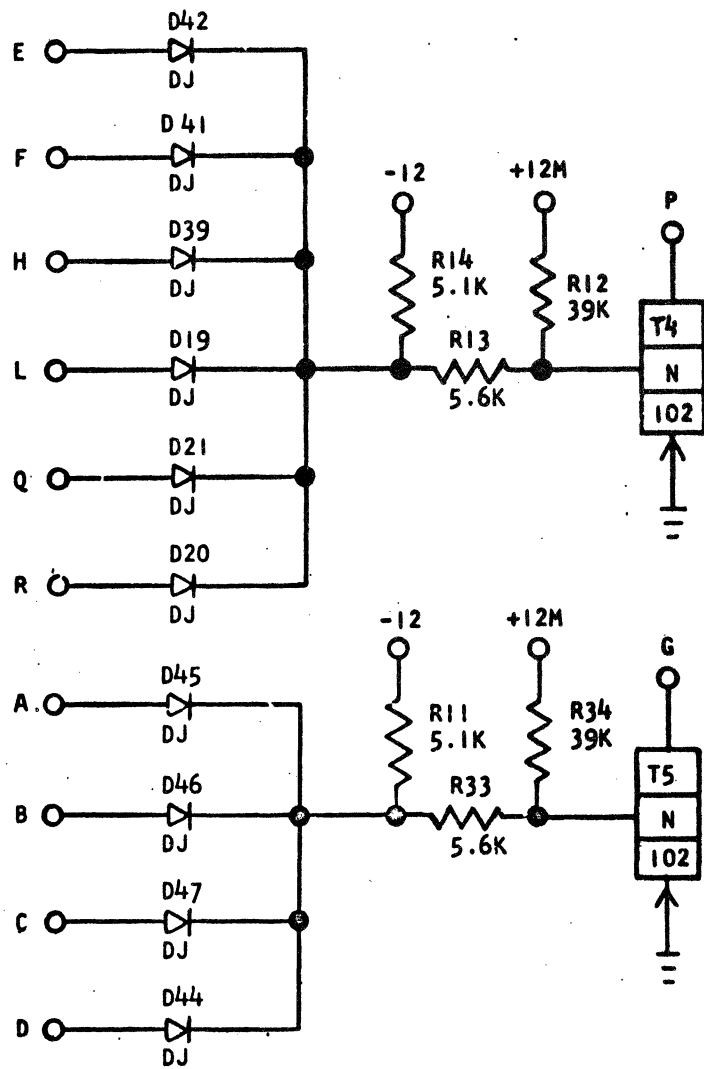 D42
E
DJ
D41
F
DJ
-12
+12M
P
D39
H
DJ
R14
5.1K
R12
39K
T4
D19
R13
L
DJ
5.6K
N
102
D21
Q
DJ
D20
R
DJ
-12
+12M
G
D45
A
DJ
R11
5.1K
R34
39K
T5
D46
R33
B
DJ
5.6K
N
102
D47
C
DJ
D44
D
DJ